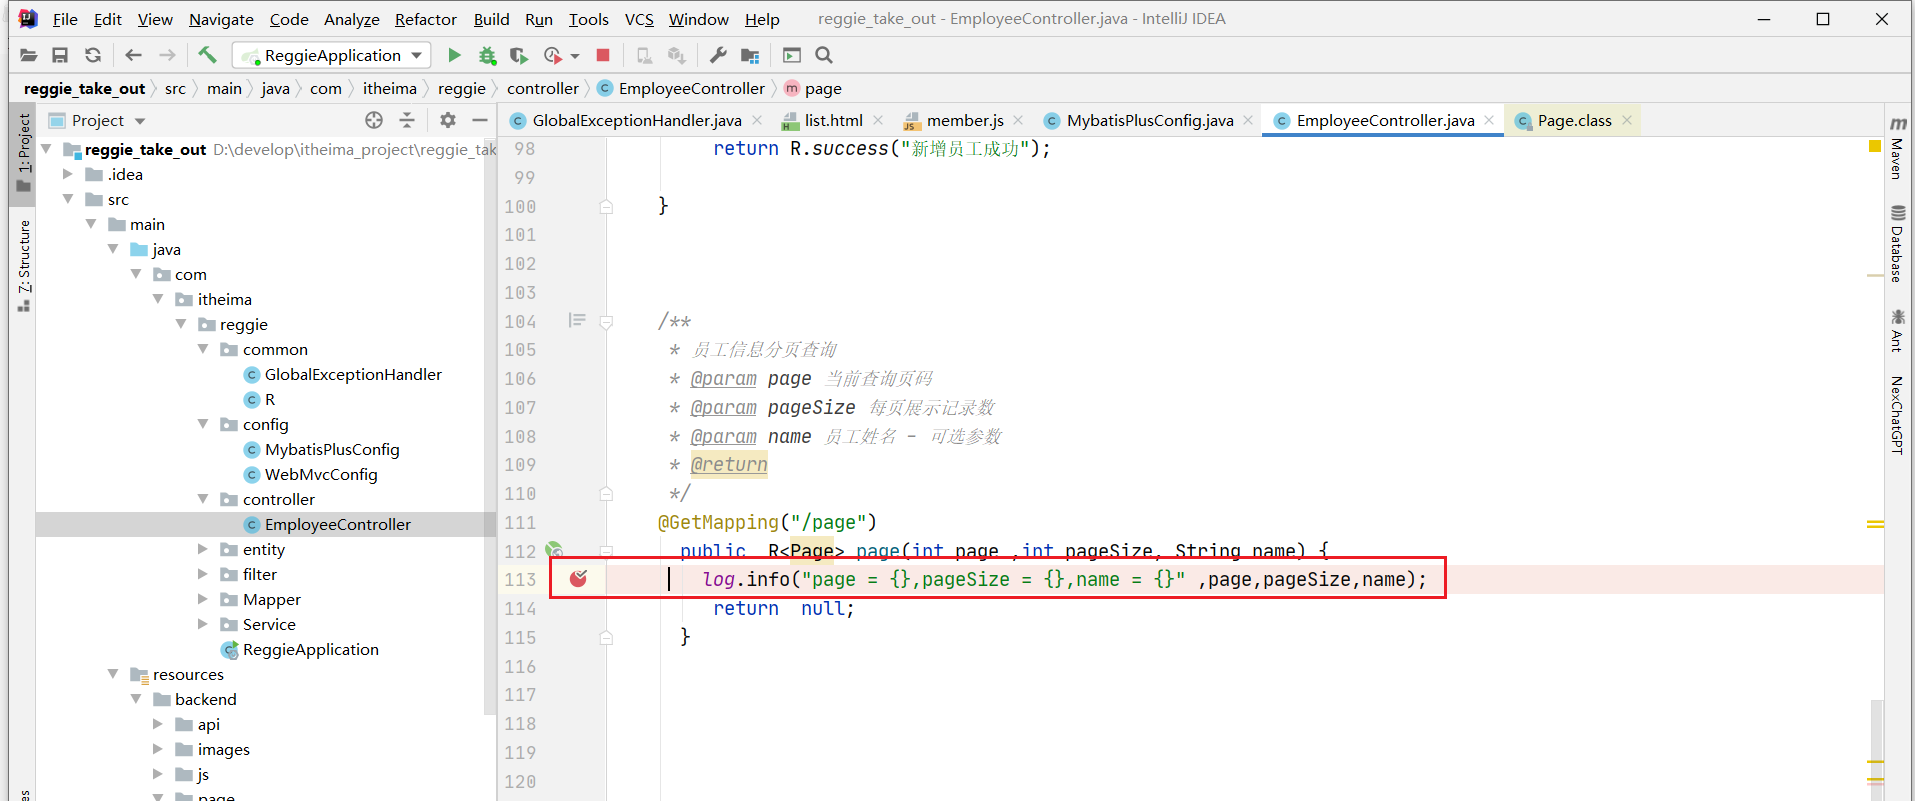 File Edit View Navigate Code Analyze Refactor Build Run Tools VCS Window Help reggie_take_out - EmployeeController.java - IntelliJ IDEA
ReggieApplication
reggie_take_out src main java com itheima reggie controller EmployeeController page
Project
GlobalExceptionHandler.java list.html member.js MybatisPlusConfig.java EmployeeController.java Page.class
1: Project
Z: Structure
reggie_take_out D:\develop\itheima_project\reggie_tak
.idea
src
main
java
com
itheima
reggie
common
GlobalExceptionHandler
R
config
MybatisPlusConfig
WebMvcConfig
controller
EmployeeController
entity
filter
Mapper
Service
ReggieApplication
resources
backend
api
images
js
page
98 return R.success("新增员工成功");
99
100 }
101
102
103
104 /**
105 * 员工信息分页查询
106 * @param page 当前查询页码
107 * @param pageSize 每页展示记录数
108 * @param name 员工姓名 - 可选参数
109 * @return
110 */
111 @GetMapping("/page")
112 public R<Page> page(int page ,int pageSize, String name) {
113 log.info("page = {},pageSize = {},name = {}" ,page,pageSize,name);
114 return null;
115 }
116
117
118
119
120
m Maven
Database
Ant
NexChatGPT